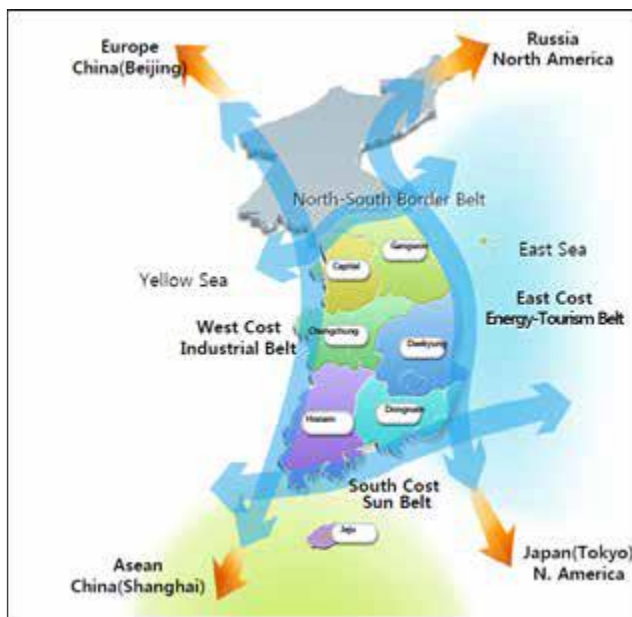 Europe
China(Beijing)
Russia
North America
North-South Border Belt
Gangwon
Capital
East Sea
Yellow Sea
East Cost
Energy-Tourism Belt
West Cost
Industrial Belt
Chungchung
Daekyung
Honam
Dongnam
South Cost
Sun Belt
Jeju
Asean
China(Shanghai)
Japan(Tokyo)
N. America